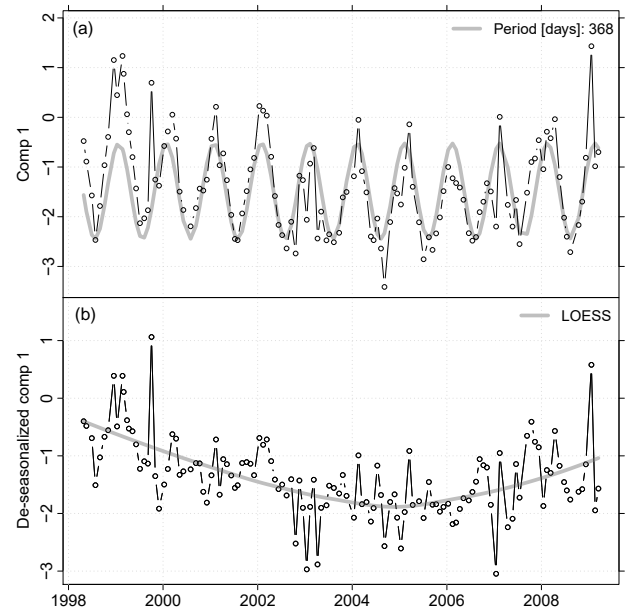 (a)
Period [days]: 368
Comp 1
2
1
0
-1
-2
-3
(b)
LOESS
De-seasonalized comp 1
1
0
-1
-2
-3
1998 2000 2002 2004 2006 2008